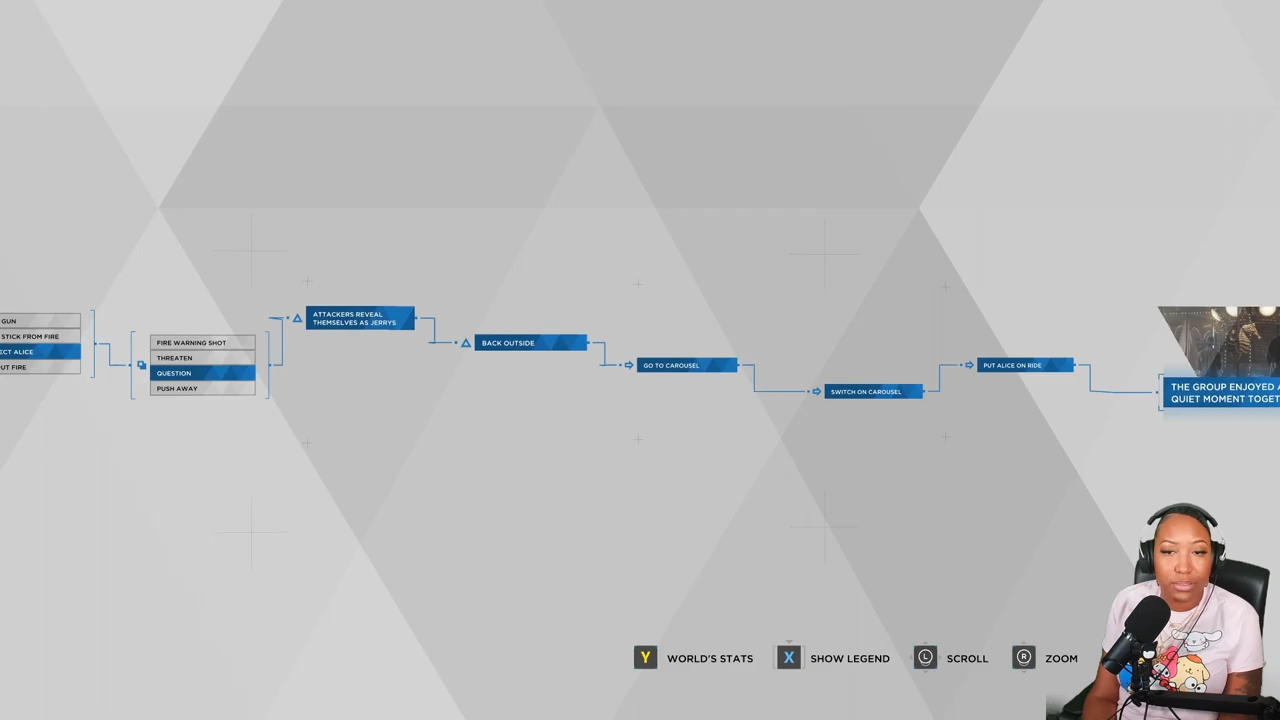 GUN
STICK FROM FIRE
ECT ALICE
UT FIRE
FIRE WARNING SHOT
THREATEN
QUESTION
PUSH AWAY
ATTACKERS REVEAL
THEMSELVES AS JERRYS
BACK OUTSIDE
GO TO CAROUSEL
SWITCH ON CAROUSEL
PUT ALICE ON RIDE
THE GROUP ENJOYED A
QUIET MOMENT TOGET
Y WORLD'S STATS
X SHOW LEGEND
L SCROLL
R ZOOM